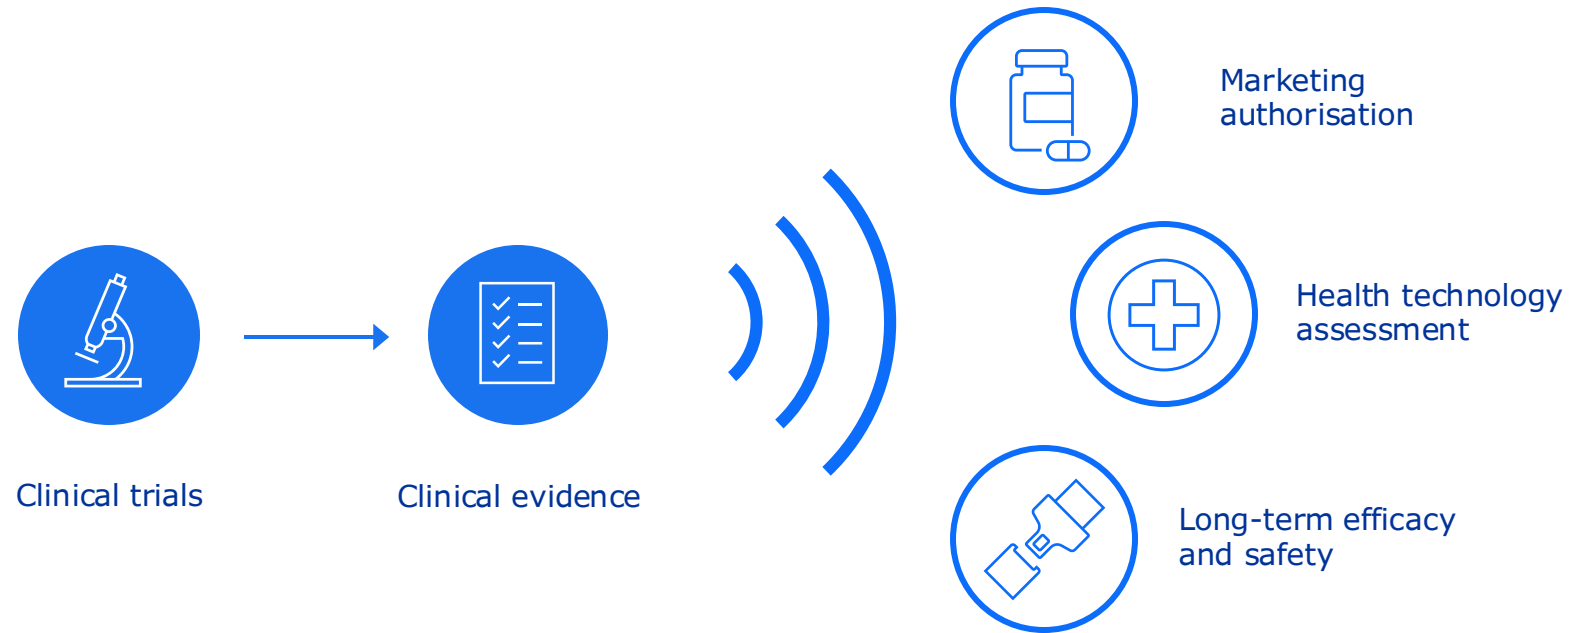 Clinical trials
Clinical evidence
Marketing
authorisation
Health technology
assessment
Long-term efficacy
and safety